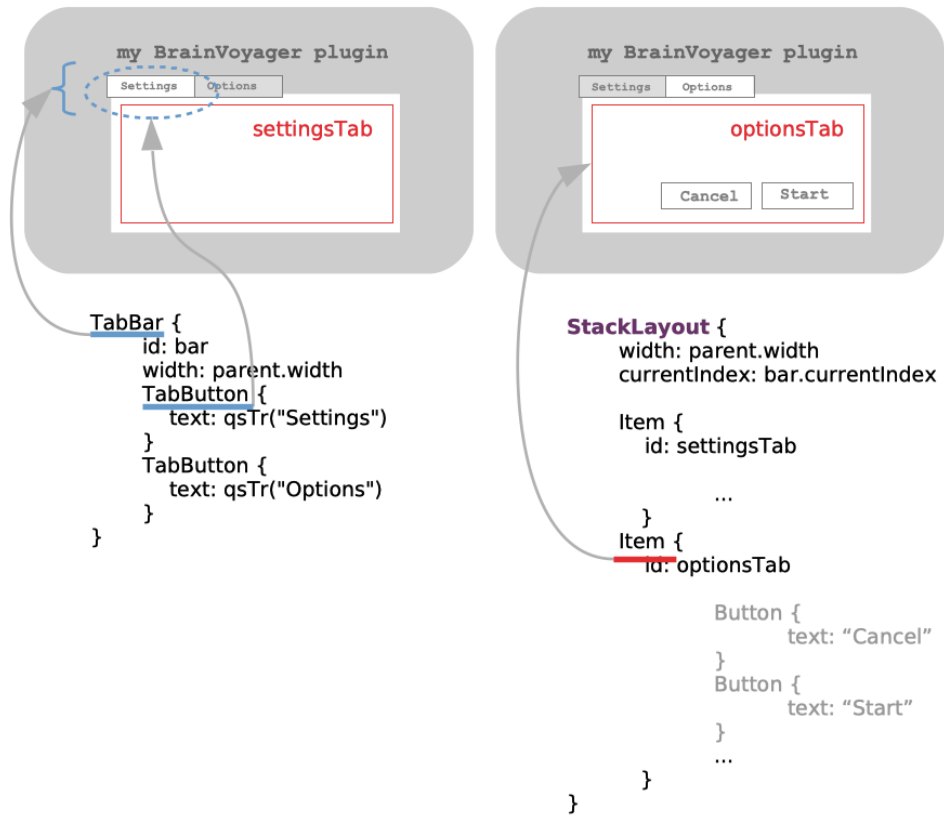 my BrainVoyager plugin
Settings
Options
settingsTab
my BrainVoyager plugin
Settings
Options
optionsTab
Cancel
Start
TabBar {
id: bar
width: parent.width
TabButton {
text: qsTr("Settings")
}
TabButton {
text: qsTr("Options")
}
}
StackLayout {
width: parent.width
currentIndex: bar.currentIndex
Item {
id: settingsTab
...
}
Item {
id: optionsTab
Button {
text: “Cancel”
}
Button {
text: “Start”
}
...
}
}